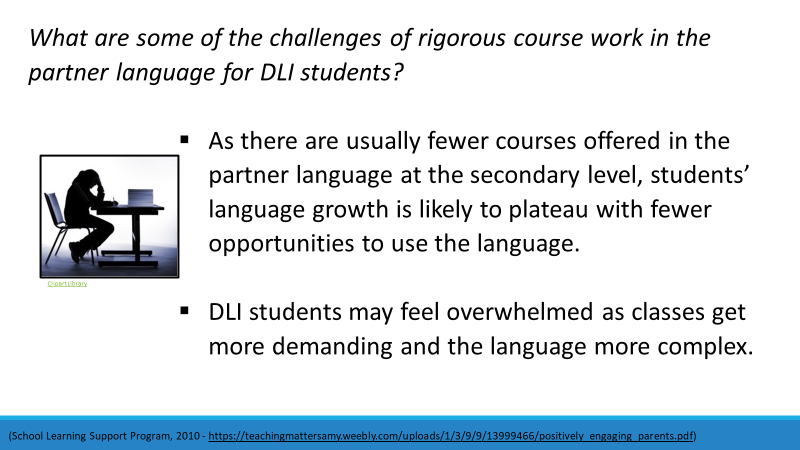 What are some of the challenges of rigorous course work in the
partner language for DLI students?
▪ As there are usually fewer courses offered in the
partner language at the secondary level, students’
language growth is likely to plateau with fewer
opportunities to use the language.
ClipartLibrary
▪ DLI students may feel overwhelmed as classes get
more demanding and the language more complex.
(School Learning Support Program, 2010 - https://teachingmattersamy.weebly.com/uploads/1/3/9/9/13999466/positively_engaging_parents.pdf)